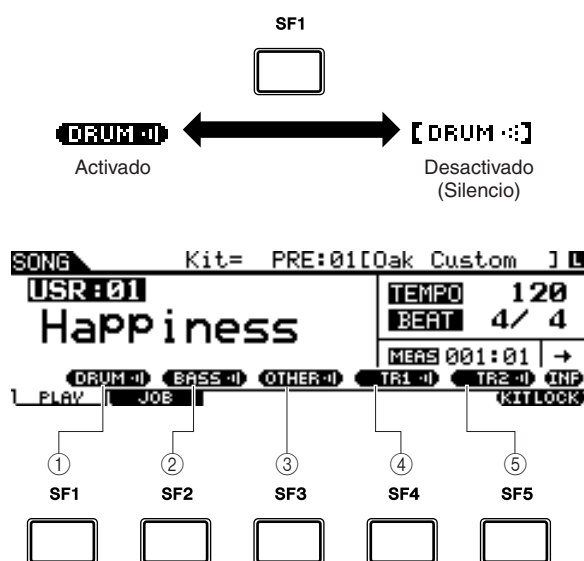 SF1
DRUM [DRUM]
Activado Desactivado
(Silencio)
SONG Kit= PRE:01[Oak Custom ] L
USR:01 TEMPO 120
Happiness BEAT 4/ 4
MEAS 001:01 →
DRUM BASS OTHER TR1 TR2 INP
PLAY JOB KITLOCK
① ② ③ ④ ⑤
SF1 SF2 SF3 SF4 SF5